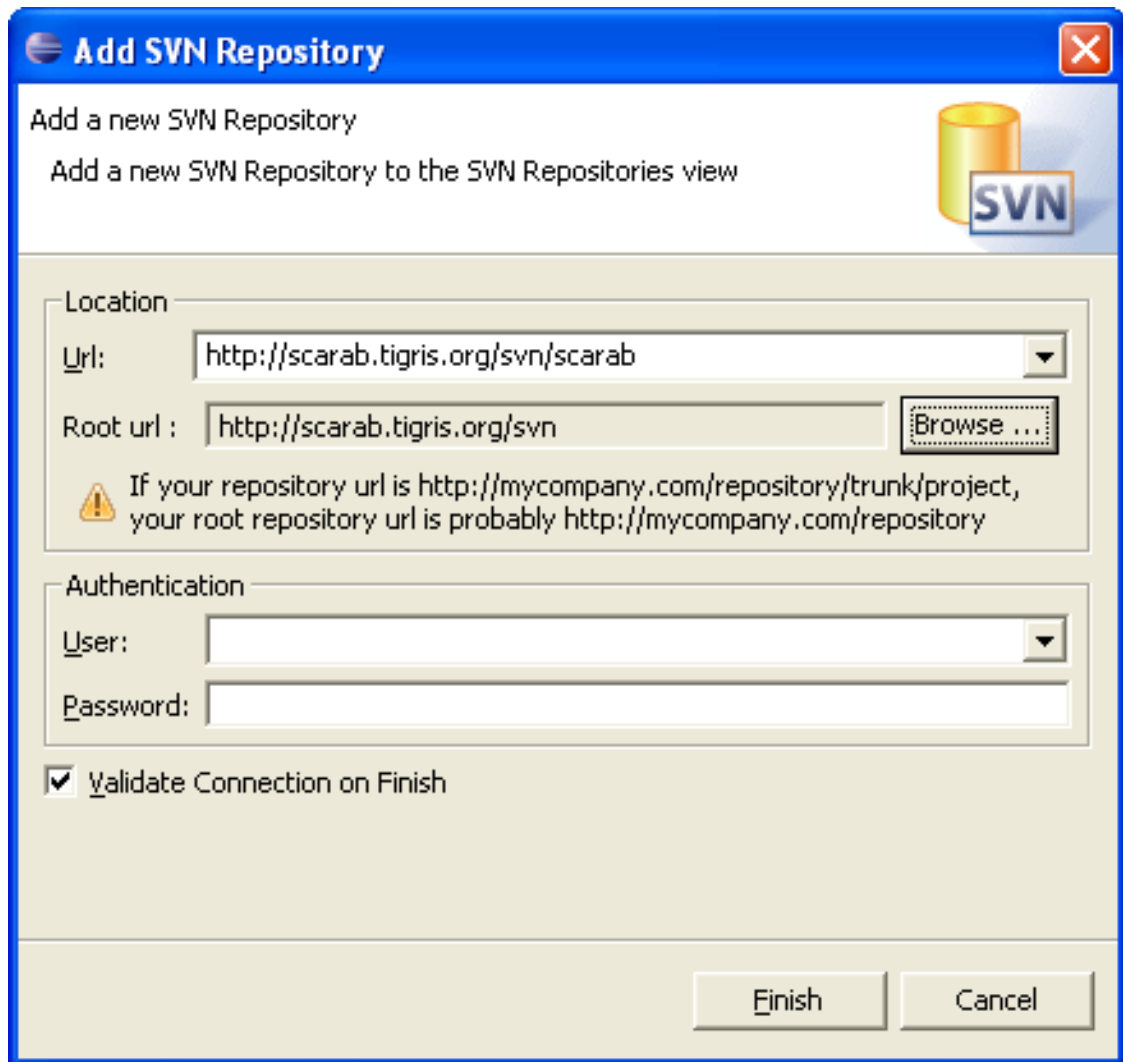 Add SVN Repository
Add a new SVN Repository
Add a new SVN Repository to the SVN Repositories view
SVN
Location
Url: http://scarab.tigris.org/svn/scarab
Root url : http://scarab.tigris.org/svn Browse ...
If your repository url is http://mycompany.com/repository/trunk/project,
your root repository url is probably http://mycompany.com/repository
Authentication
User:
Password:
Validate Connection on Finish
Finish Cancel